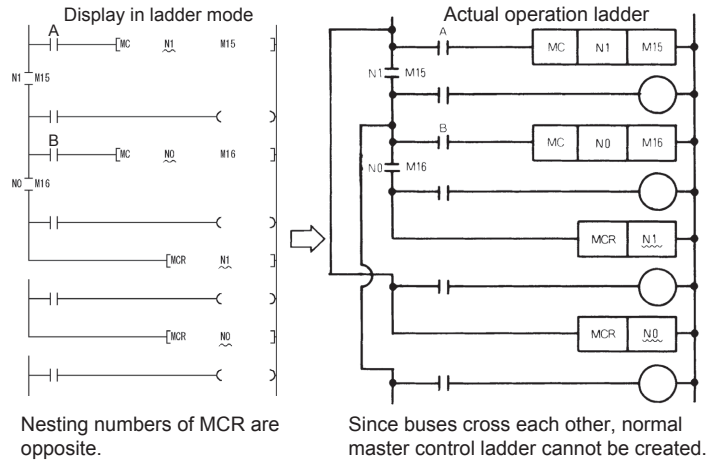 Display in ladder mode
A
MC N1 M15
N1 M15
B
MC N0 M16
N0 M16
MCR N1
MCR N0
Nesting numbers of MCR are
opposite.
Actual operation ladder
A
MC N1 M15
N1 M15
B
MC N0 M16
N0 M16
MCR N1
MCR N0
Since buses cross each other, normal
master control ladder cannot be created.